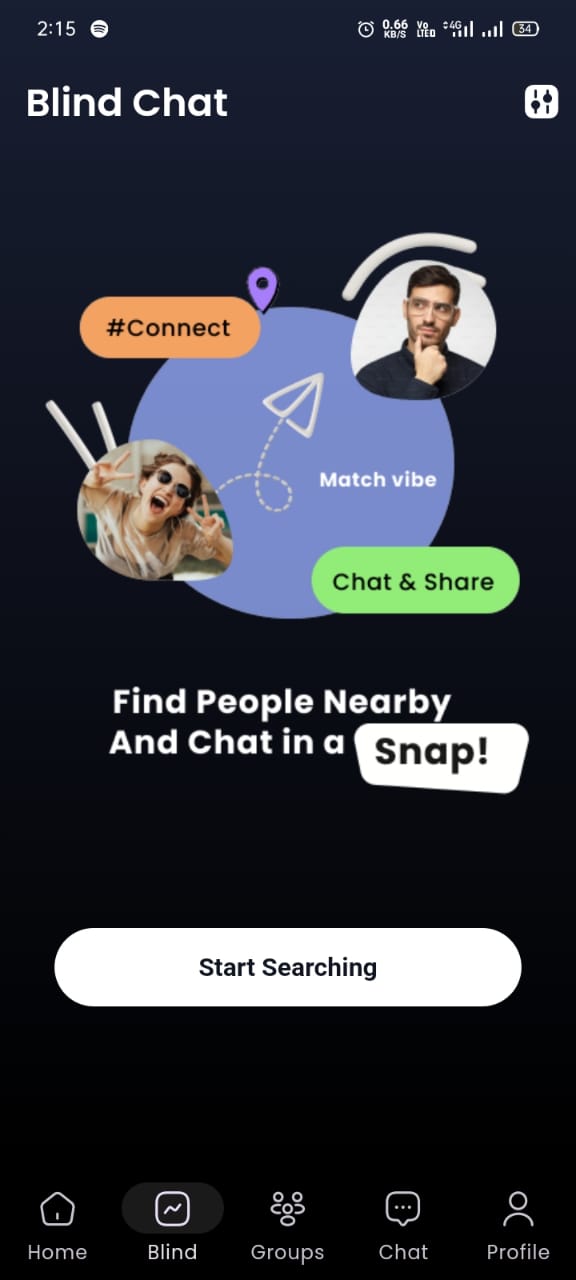 2:15
0.66 KB/S
Vo LTED
4G
34
Blind Chat
#Connect
Match vibe
Chat & Share
Find People Nearby
And Chat in a Snap!
Start Searching
Home
Blind
Groups
Chat
Profile